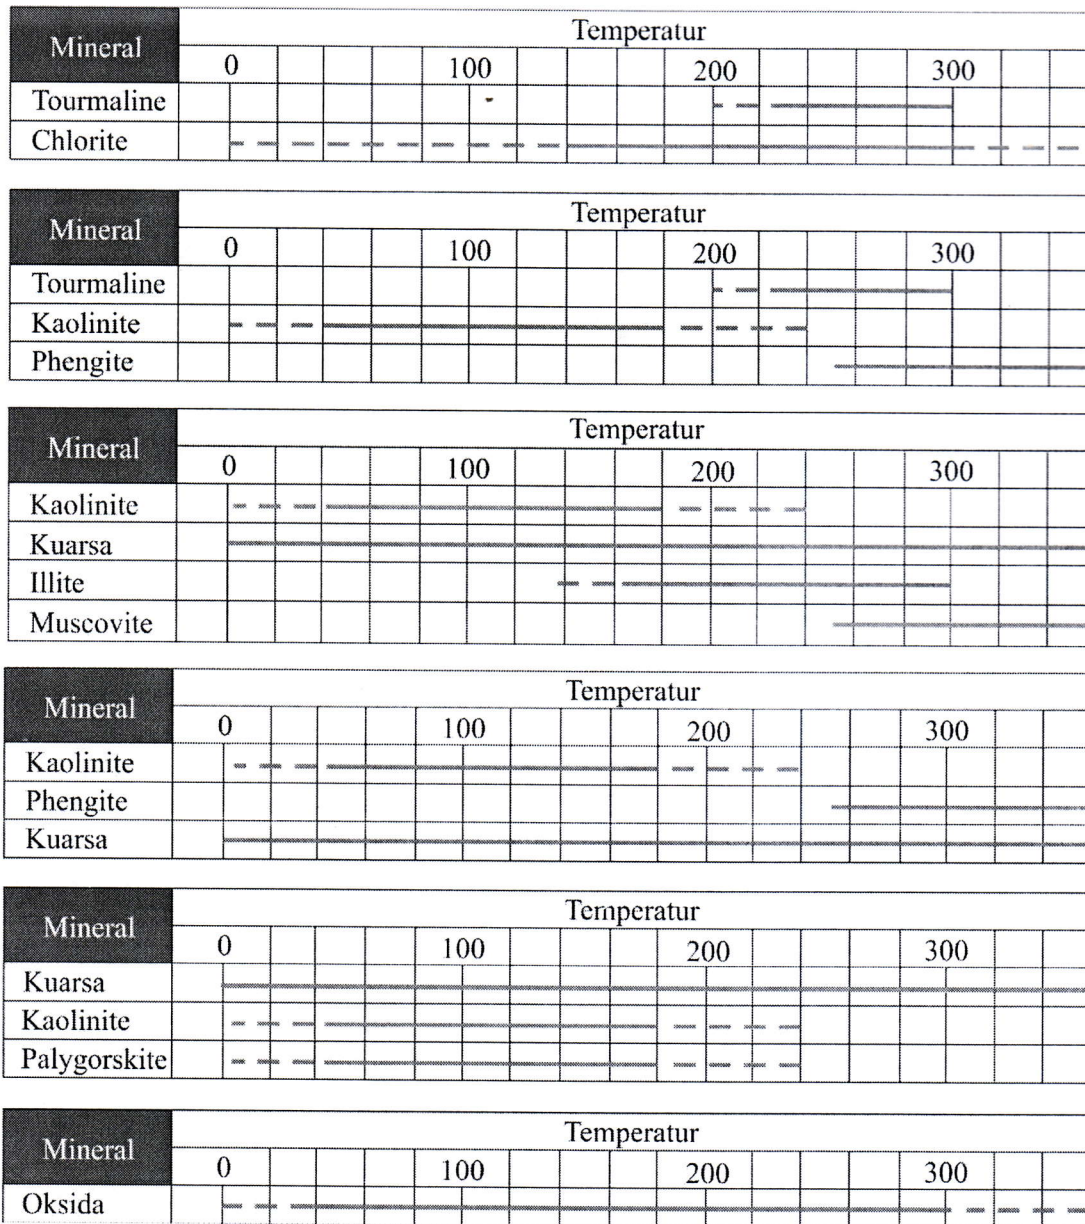 Mineral Temperatur
0 100 200 300
Tourmaline
Chlorite
Mineral Temperatur
0 100 200 300
Tourmaline
Kaolinite
Phengite
Mineral Temperatur
0 100 200 300
Kaolinite
Kuarsa
Illite
Muscovite
Mineral Temperatur
0 100 200 300
Kaolinite
Phengite
Kuarsa
Mineral Temperatur
0 100 200 300
Kuarsa
Kaolinite
Palygorskite
Mineral Temperatur
0 100 200 300
Oksida